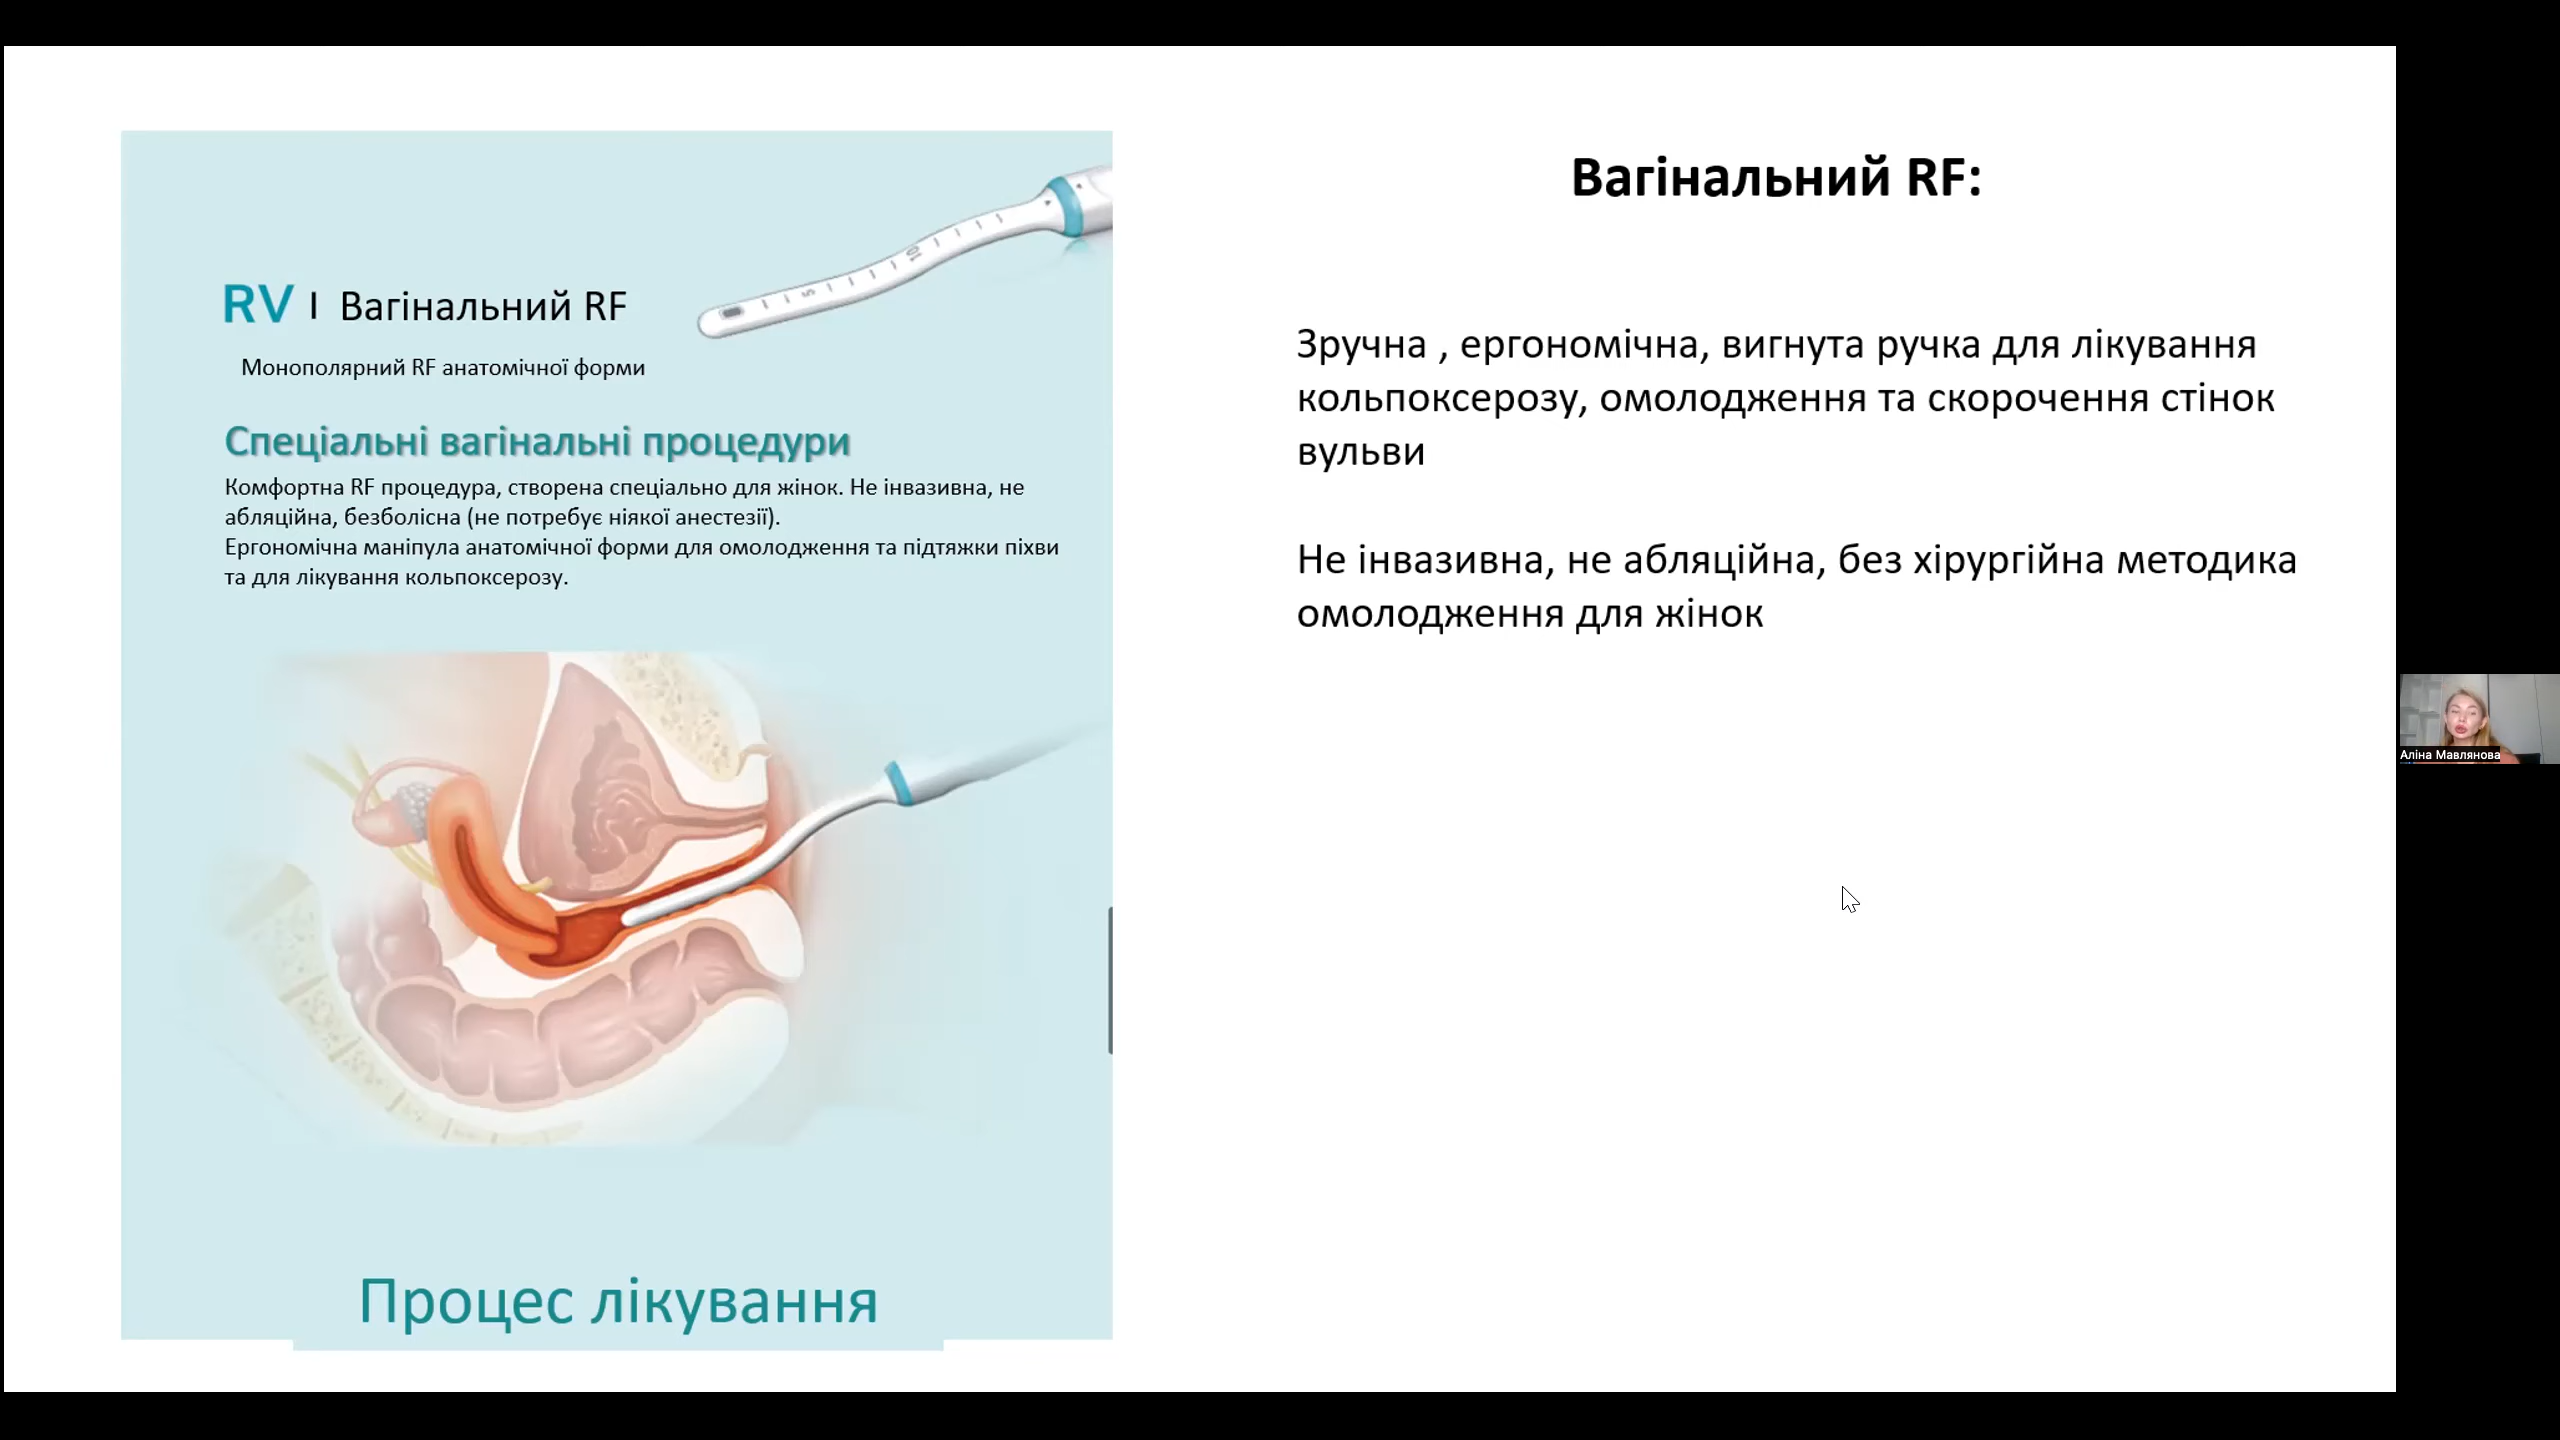 RV | Вагінальний RF
Монополярний RF анатомічної форми
Спеціальні вагінальні процедури
Комфортна RF процедура, створена спеціально для жінок. Не інвазивна, не
абляційна, безболісна (не потребує ніякої анестезії).
Ергономічна маніпула анатомічної форми для омолодження та підтяжки піхви
та для лікування кольпоксерозу.
5
10
Процес лікування
Вагінальний RF:
Зручна , ергономічна, вигнута ручка для лікування
кольпоксерозу, омолодження та скорочення стінок
вульви
Не інвазивна, не абляційна, без хірургійна методика
омолодження для жінок
Аліна Мавлянова